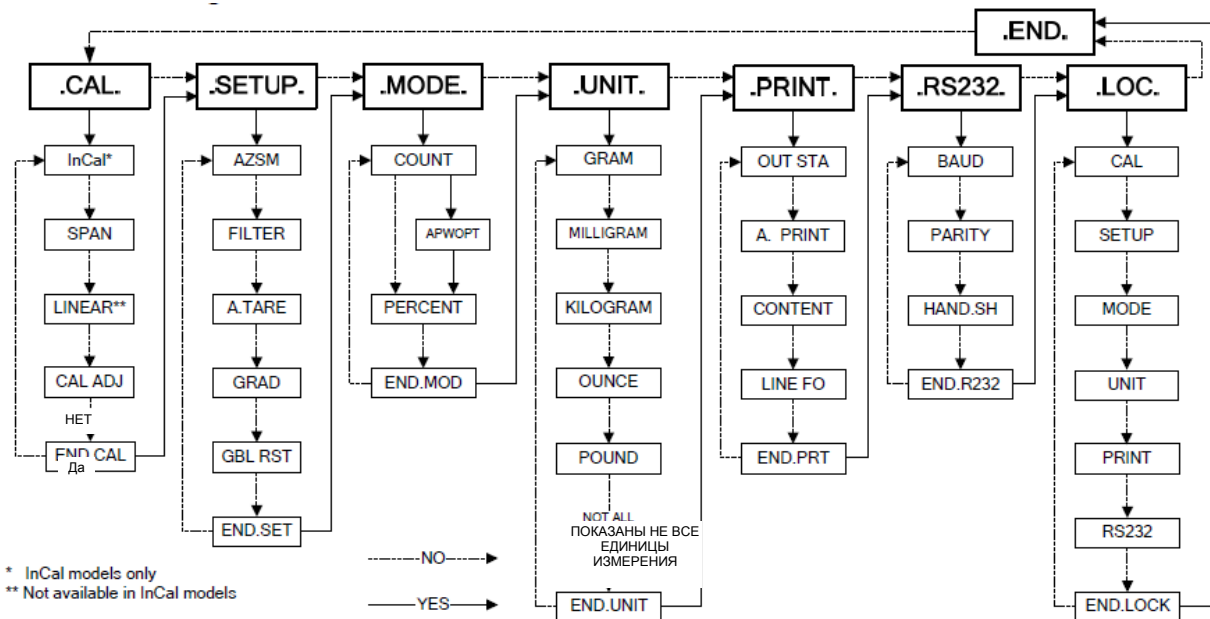 .END.
.CAL.
.SETUP.
.MODE.
.UNIT.
.PRINT.
.RS232.
.LOC.
InCal*
SPAN
LINEAR**
CAL ADJ
НЕТ
END CAL
Да
AZSM
FILTER
A.TARE
GRAD
GBL RST
END.SET
COUNT
APWOPT
PERCENT
END.MOD
GRAM
MILLIGRAM
KILOGRAM
OUNCE
POUND
NOT ALL
ПОКАЗАНЫ НЕ ВСЕ
ЕДИНИЦЫ
ИЗМЕРЕНИЯ
END.UNIT
OUT STA
A. PRINT
CONTENT
LINE FO
END.PRT
BAUD
PARITY
HAND.SH
END.R232
CAL
SETUP
MODE
UNIT
PRINT
RS232
END.LOCK
NO
YES
* InCal models only
** Not available in InCal models